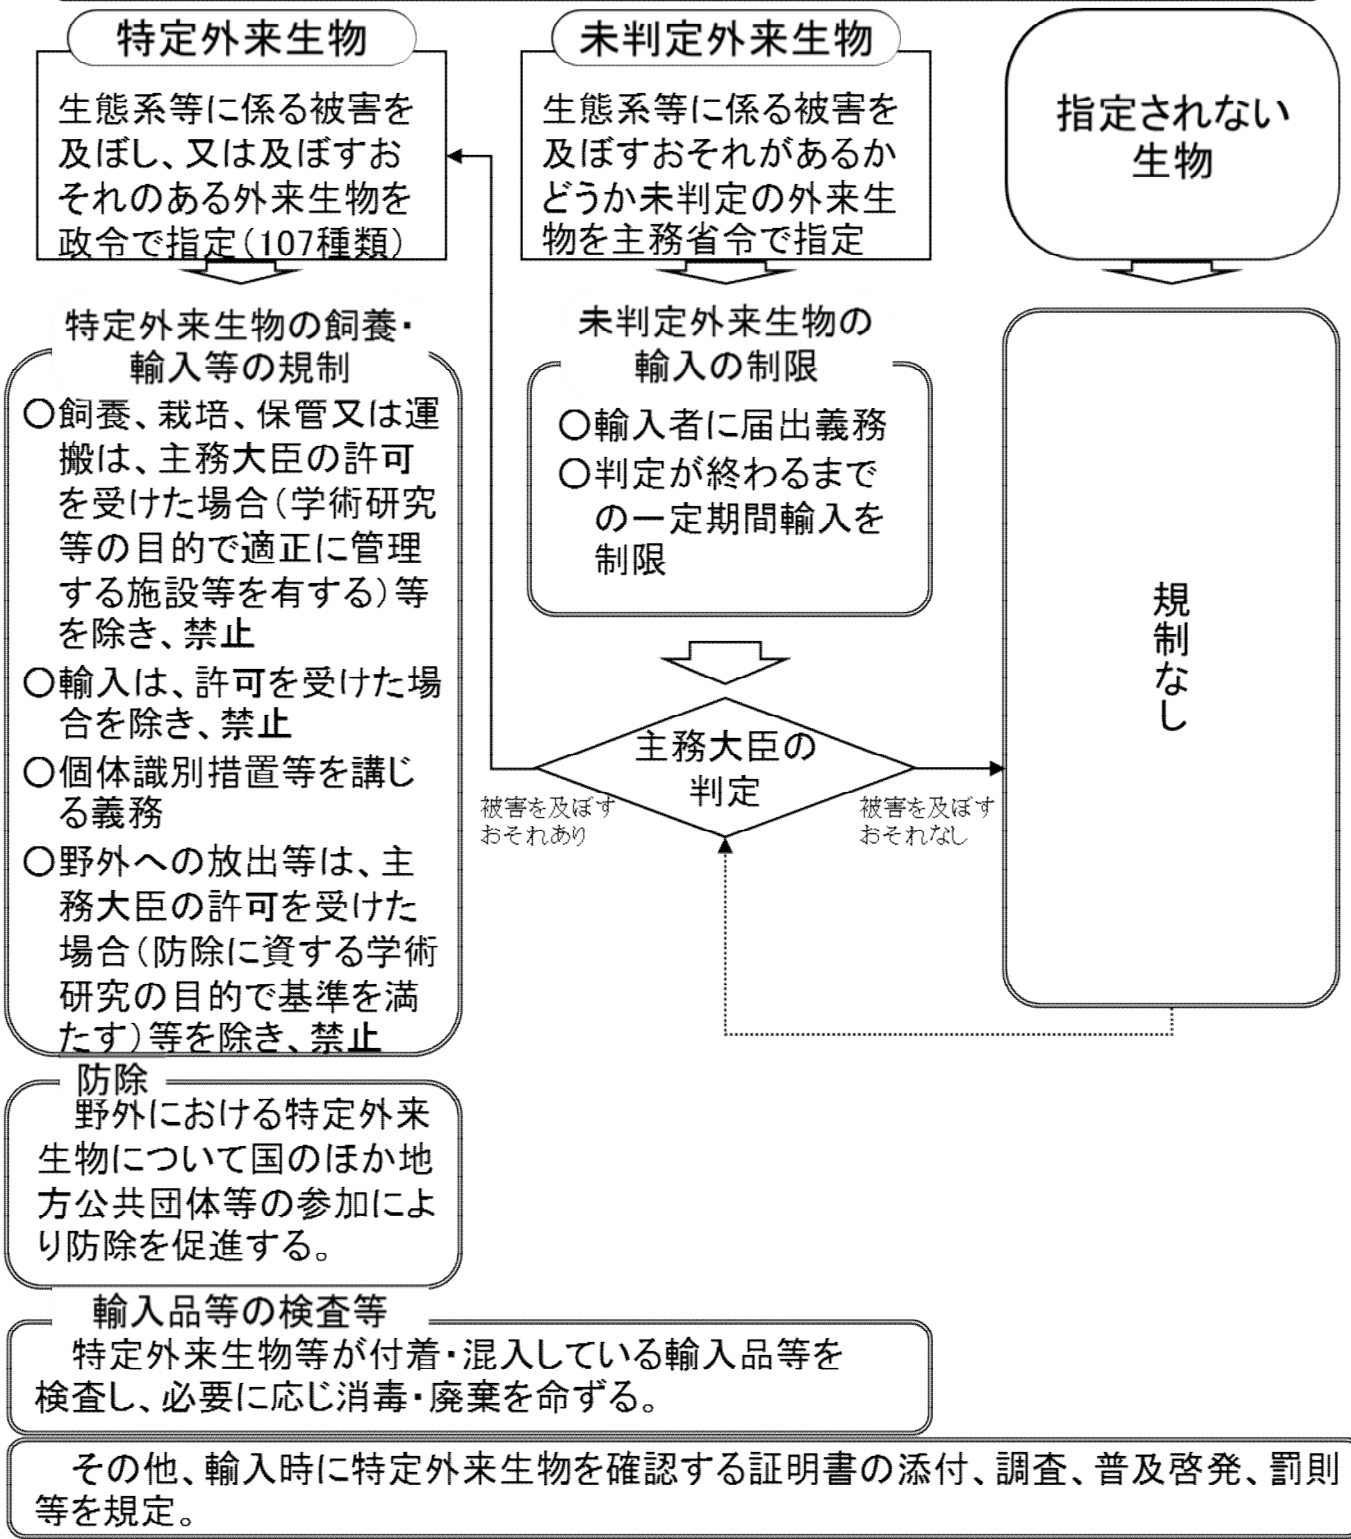 特定外来生物
生態系等に係る被害を
及ぼし、又は及ぼすお
それのある外来生物を
政令で指定（107種類）
未判定外来生物
生態系等に係る被害を
及ぼすおそれがあるか
どうか未判定の外来生
物を主務省令で指定
指定されない
生物
特定外来生物の飼養・
輸入等の規制
○飼養、栽培、保管又は運
搬は、主務大臣の許可
を受けた場合（学術研究
等の目的で適正に管理
する施設等を有する）等
を除き、禁止
○輸入は、許可を受けた場
合を除き、禁止
○個体識別措置等を講じ
る義務
○野外への放出等は、主
務大臣の許可を受けた
場合（防除に資する学術
研究の目的で基準を満
たす）等を除き、禁止
未判定外来生物の
輸入の制限
○輸入者に届出義務
○判定が終わるまで
の一定期間輸入を
制限
主務大臣の
判定
被害を及ぼす
おそれあり
被害を及ぼす
おそれなし
規制なし
防除
野外における特定外来
生物について国のほか地
方公共団体等の参加によ
り防除を促進する。
輸入品等の検査等
特定外来生物等が付着・混入している輸入品等を
検査し、必要に応じ消毒・廃棄を命ずる。
その他、輸入時に特定外来生物を確認する証明書の添付、調査、普及啓発、罰則
等を規定。